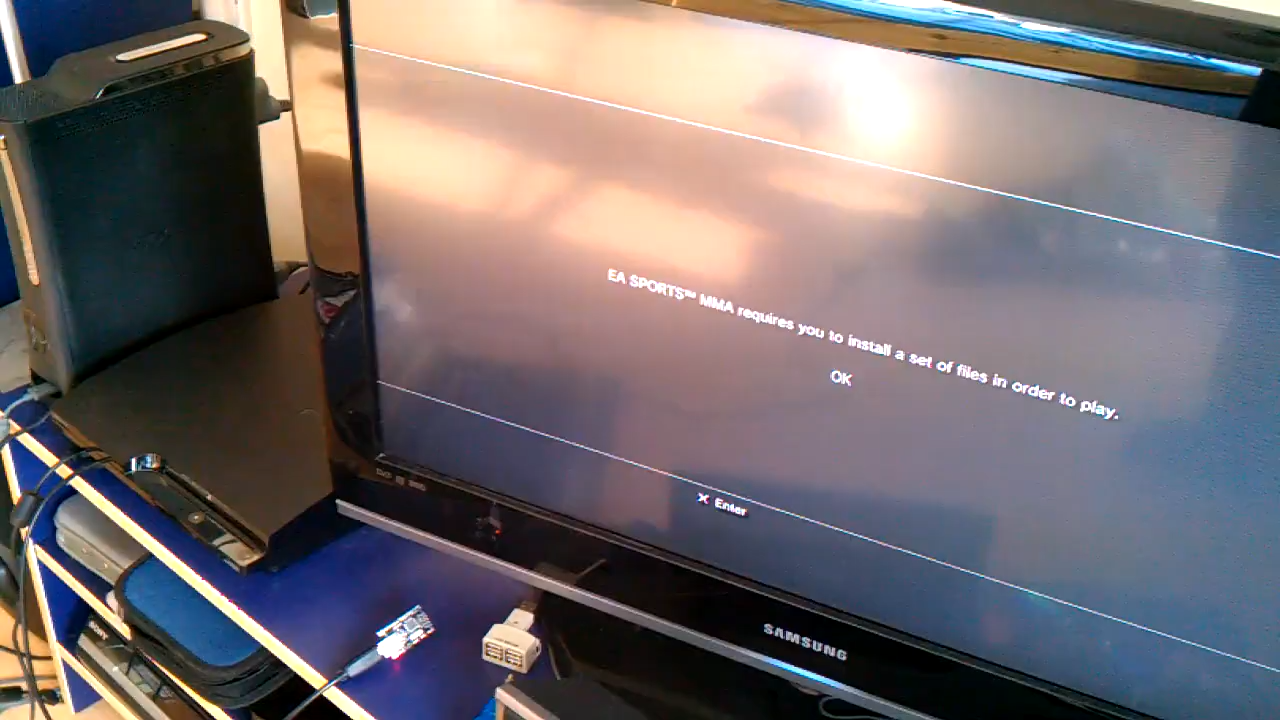 EA SPORTS™ MMA requires you to install a set of files in order to play.
OK
Enter
SAMSUNG